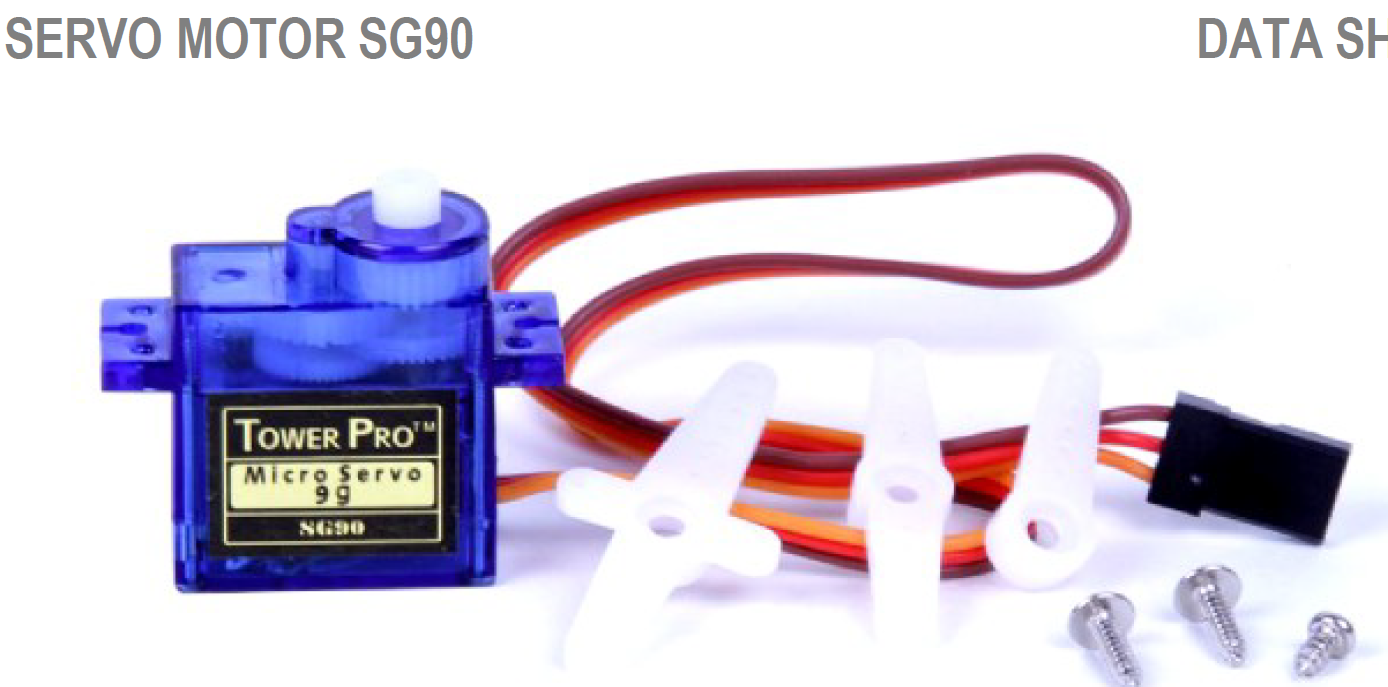 SERVO MOTOR SG90
DATA SH
TOWER PRO™
Micro Servo
9g
SG90